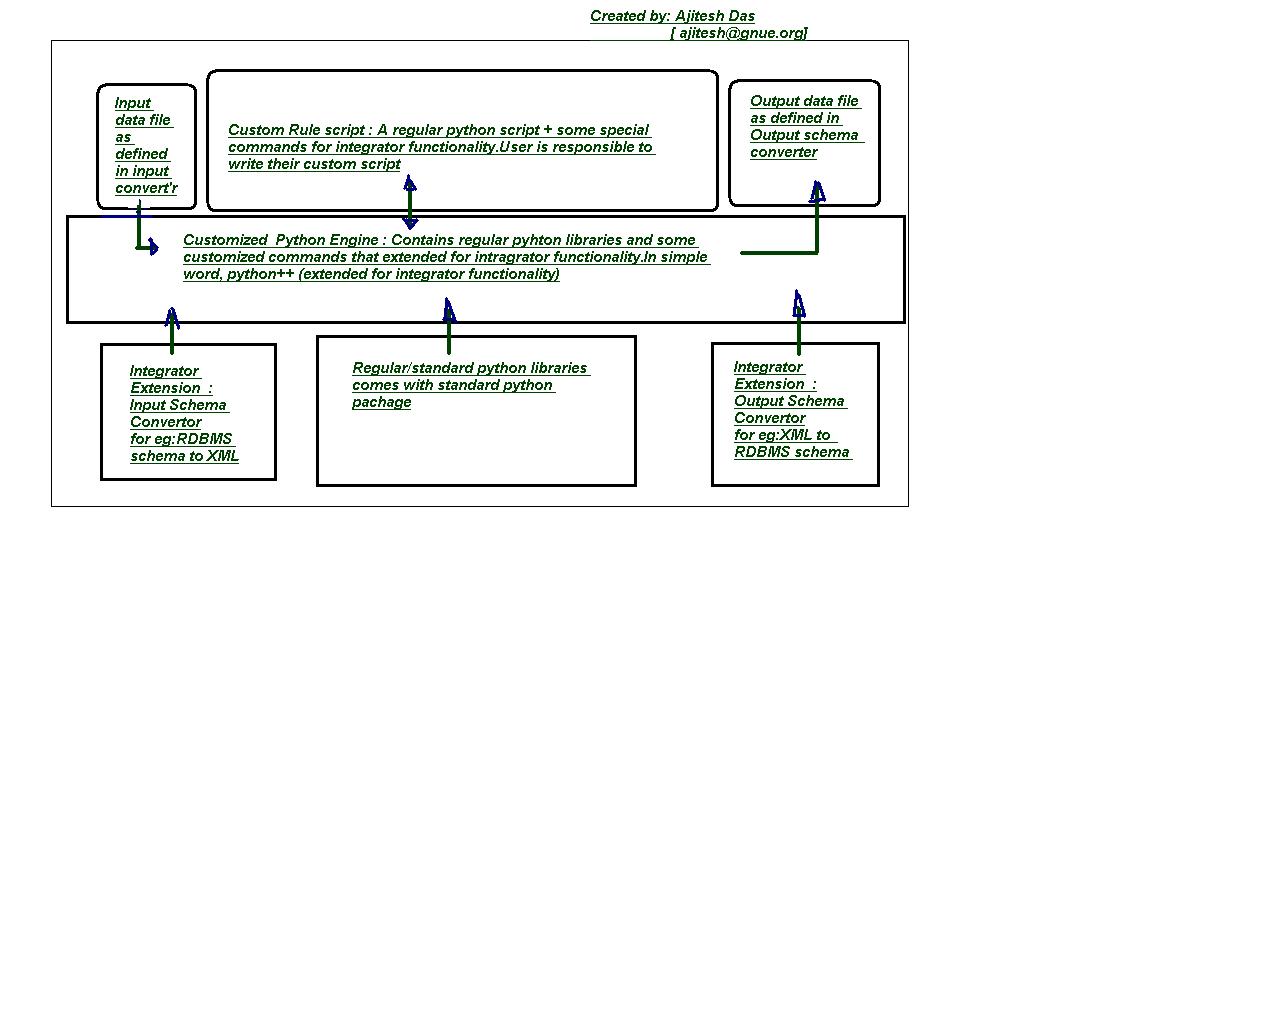 Created by: Ajitesh Das
[ ajitesh@gnue.org]
Input
data file
as
defined
in input
convert'r
Custom Rule script : A regular python script + some special
commands for integrator functionality.User is responsible to
write their custom script
Output data file
as defined in
Output schema
converter
Customized  Python Engine : Contains regular pyhton libraries and some
customized commands that extended for intragrator functionality.In simple
word, python++ (extended for integrator functionality)
Integrator
Extension  :
Input Schema
Convertor
for eg:RDBMS
schema to XML
Regular/standard python libraries
comes with standard python
pachage
Integrator
Extension  :
Output Schema
Convertor
for eg:XML to
RDBMS schema